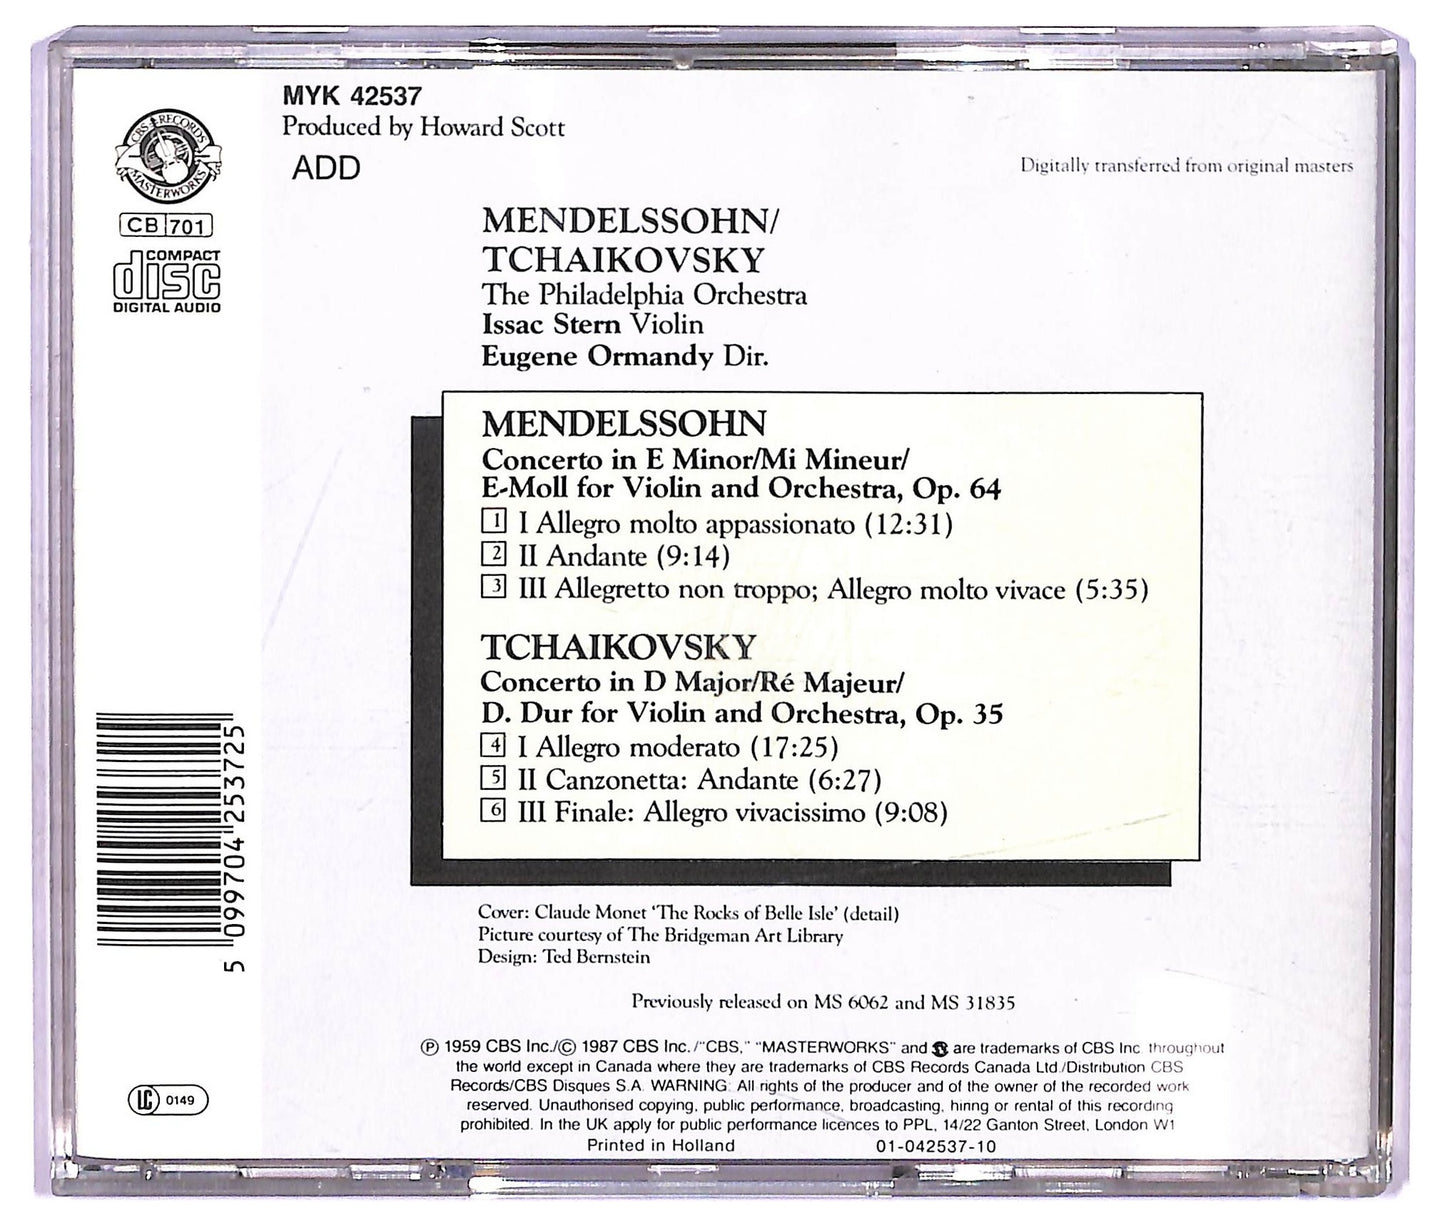 MYK 42537
Produced by Howard Scott
ADD
Digitally transferred from original masters
CBS RECORDS
MASTERWORKS
CB 701
COMPACT
disc
DIGITAL AUDIO
MENDELSSOHN/
TCHAIKOVSKY
The Philadelphia Orchestra
Issac Stern Violin
Eugene Ormandy Dir.
MENDELSSOHN
Concerto in E Minor/Mi Mineur/
E-Moll for Violin and Orchestra, Op. 64
1 I Allegro molto appassionato (12:31)
2 II Andante (9:14)
3 III Allegretto non troppo; Allegro molto vivace (5:35)
TCHAIKOVSKY
Concerto in D Major/Ré Majeur/
D. Dur for Violin and Orchestra, Op. 35
4 I Allegro moderato (17:25)
5 II Canzonetta: Andante (6:27)
6 III Finale: Allegro vivacissimo (9:08)
5 099704 253725
Cover: Claude Monet ‘The Rocks of Belle Isle’ (detail)
Picture courtesy of The Bridgeman Art Library
Design: Ted Bernstein
Previously released on MS 6062 and MS 31835
℗ 1959 CBS Inc./© 1987 CBS Inc./“CBS,” “MASTERWORKS” and are trademarks of CBS Inc. throughout
the world except in Canada where they are trademarks of CBS Records Canada Ltd./Distribution CBS
Records/CBS Disques S.A. WARNING: All rights of the producer and of the owner of the recorded work
reserved. Unauthorised copying, public performance, broadcasting, hiring or rental of this recording
prohibited. In the UK apply for public performance licences to PPL, 14/22 Ganton Street, London W1
LC 0149
Printed in Holland 01-042537-10